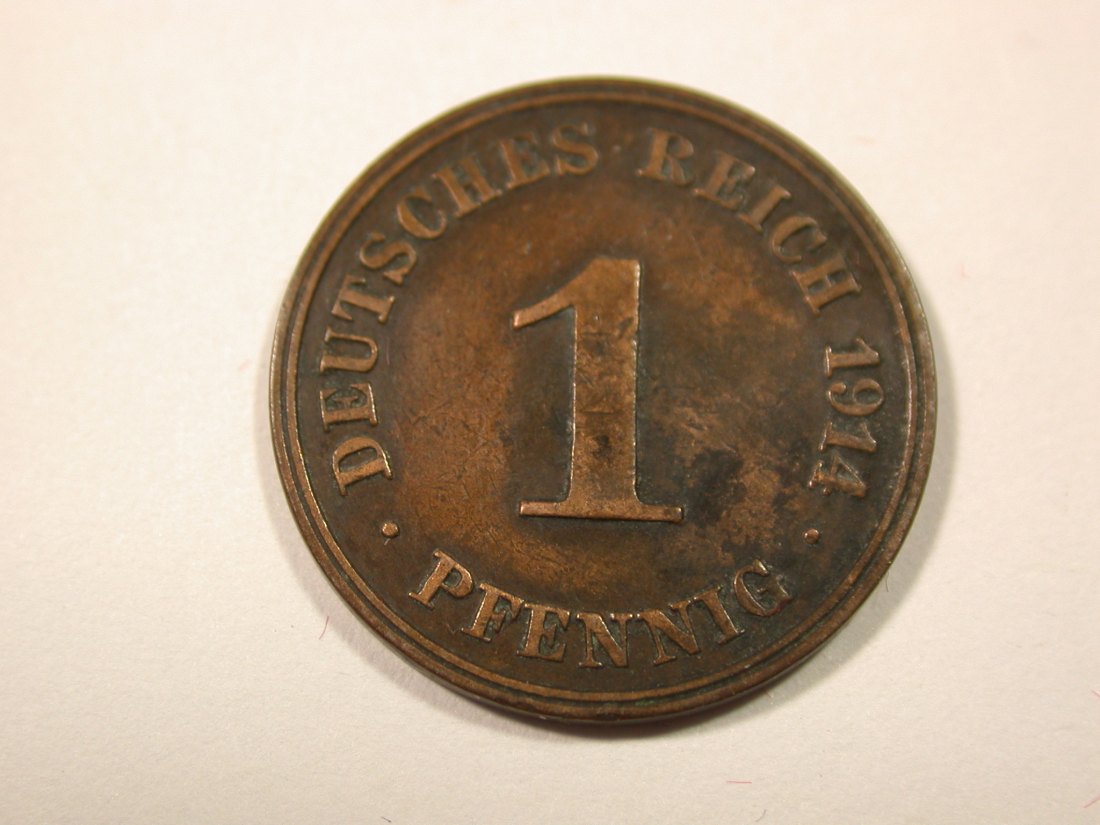 DEUTSCHES REICH 1914
1
· PFENNIG ·